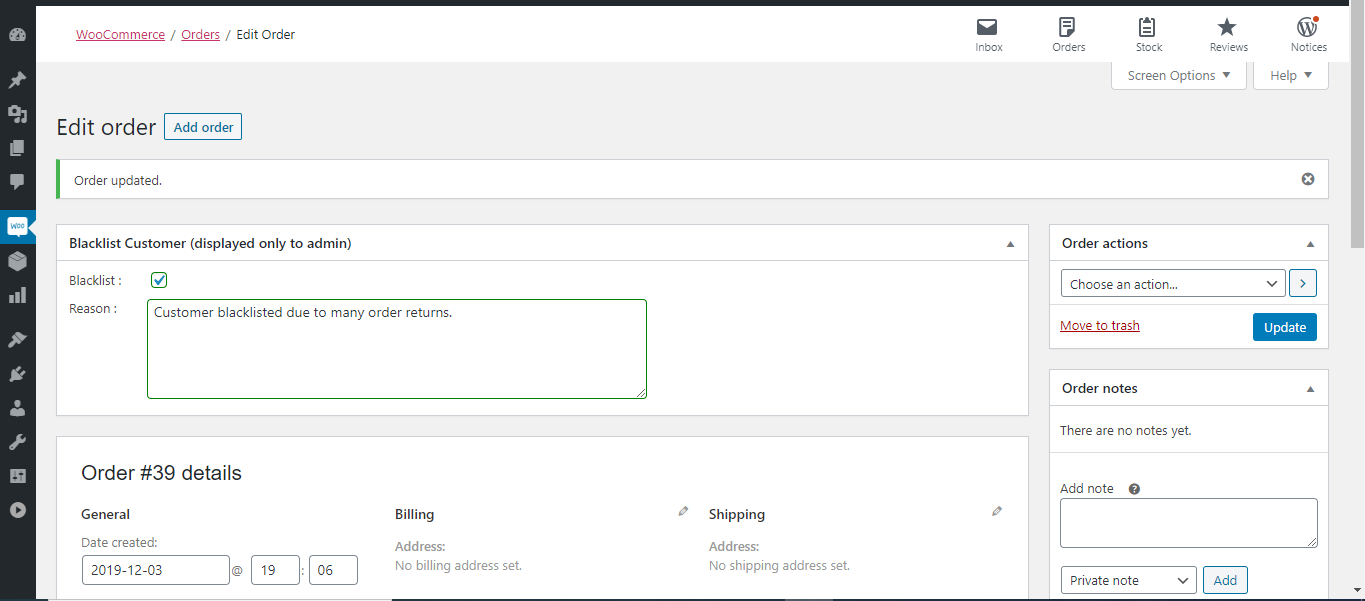 WooCommerce / Orders / Edit Order
Inbox
Orders
Stock
Reviews
Notices
Screen Options
Help
Edit order
Add order
Order updated.
woo
Blacklist Customer (displayed only to admin)
Blacklist :
Reason :
Customer blacklisted due to many order returns.
Order actions
Choose an action...
Move to trash
Update
Order notes
There are no notes yet.
Add note
Private note
Add
Order #39 details
General
Date created:
2019-12-03 @ 19 : 06
Billing
Address:
No billing address set.
Shipping
Address:
No shipping address set.